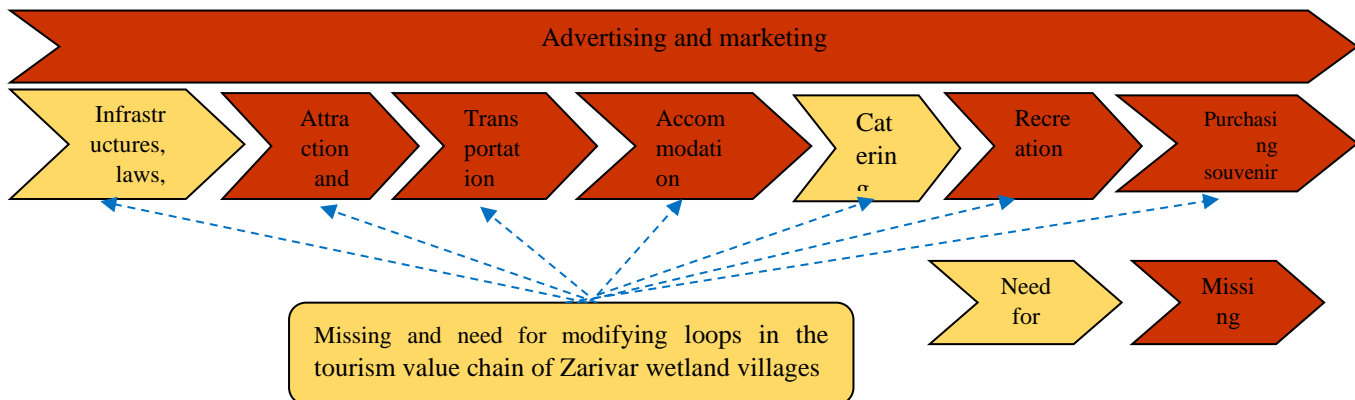 Advertising and marketing
Infrastr
uctures,
laws,
Attra
ction
and
Trans
portat
ion
Accom
modati
on
Cat
erin
g
Recre
ation
Purchasi
ng
souvenir
Need
for
Missi
ng
Missing and need for modifying loops in the
tourism value chain of Zarivar wetland villages